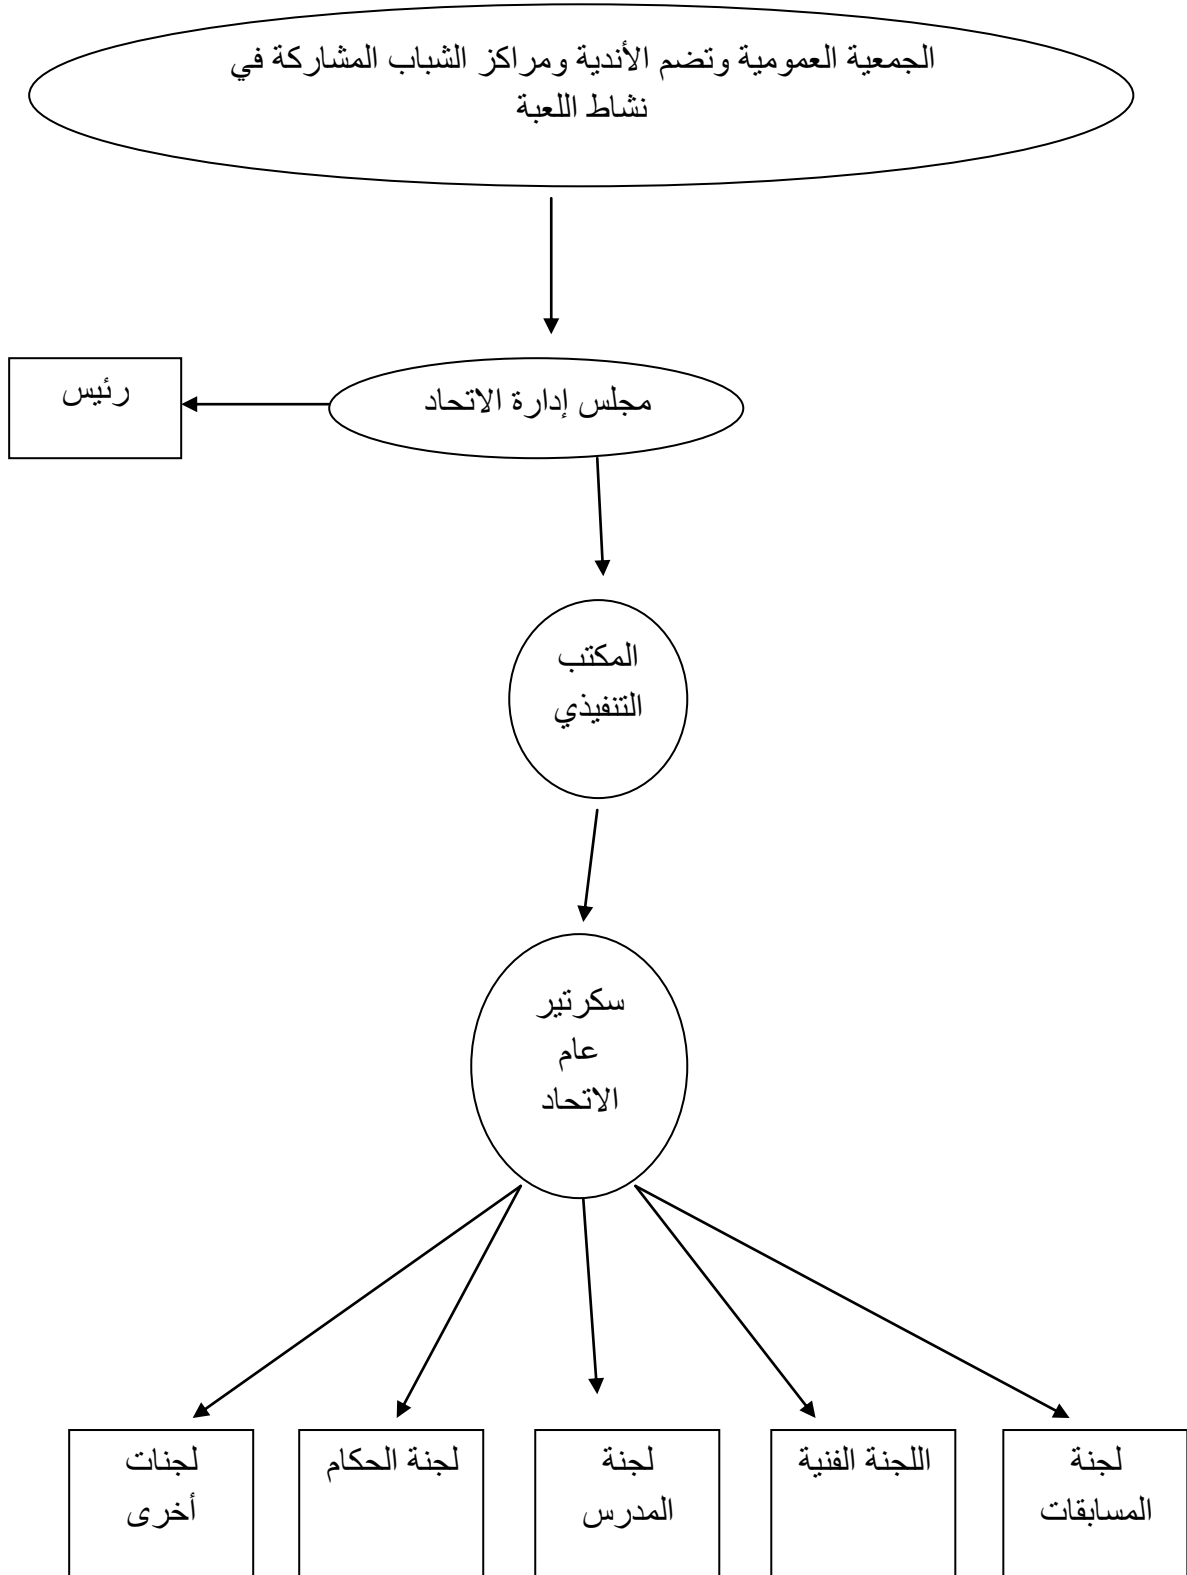 الجمعية العمومية وتضم الأندية ومراكز الشباب المشاركة في
نشاط اللعبة
مجلس إدارة الاتحاد
رئيس
المكتب
التنفيذي
سكرتير
عام
الاتحاد
لجنة
المسابقات
اللجنة الفنية
لجنة
المدرس
لجنة الحكام
لجنات
أخرى